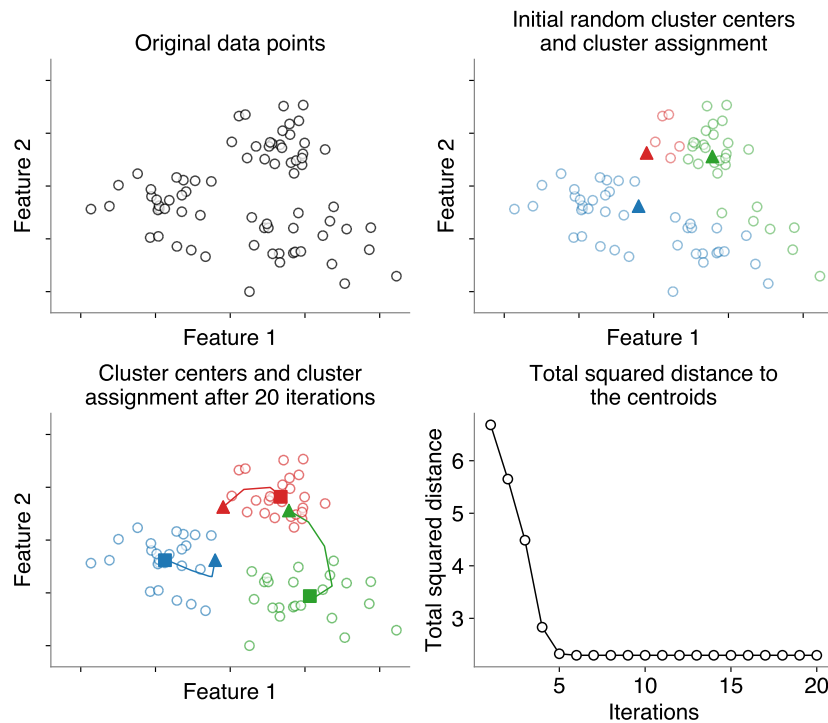 Original data points
Feature 2
Feature 1
Initial random cluster centers
and cluster assignment
Feature 2
Feature 1
Cluster centers and cluster
assignment after 20 iterations
Feature 2
Feature 1
Total squared distance to
the centroids
Total squared distance
6
5
4
3
5
10
15
20
Iterations